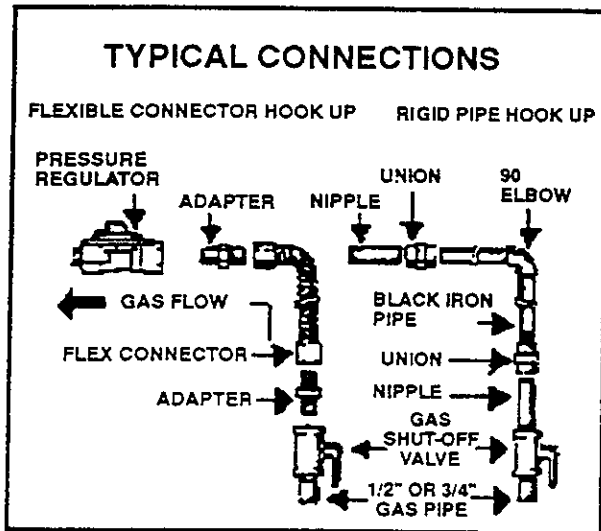 TYPICAL CONNECTIONS
FLEXIBLE CONNECTOR HOOK UP
RIGID PIPE HOOK UP
PRESSURE
REGULATOR
ADAPTER
NIPPLE
UNION
90
ELBOW
GAS FLOW
BLACK IRON
PIPE
FLEX CONNECTOR
UNION
ADAPTER
NIPPLE
GAS
SHUT-OFF
VALVE
1/2" OR 3/4"
GAS PIPE